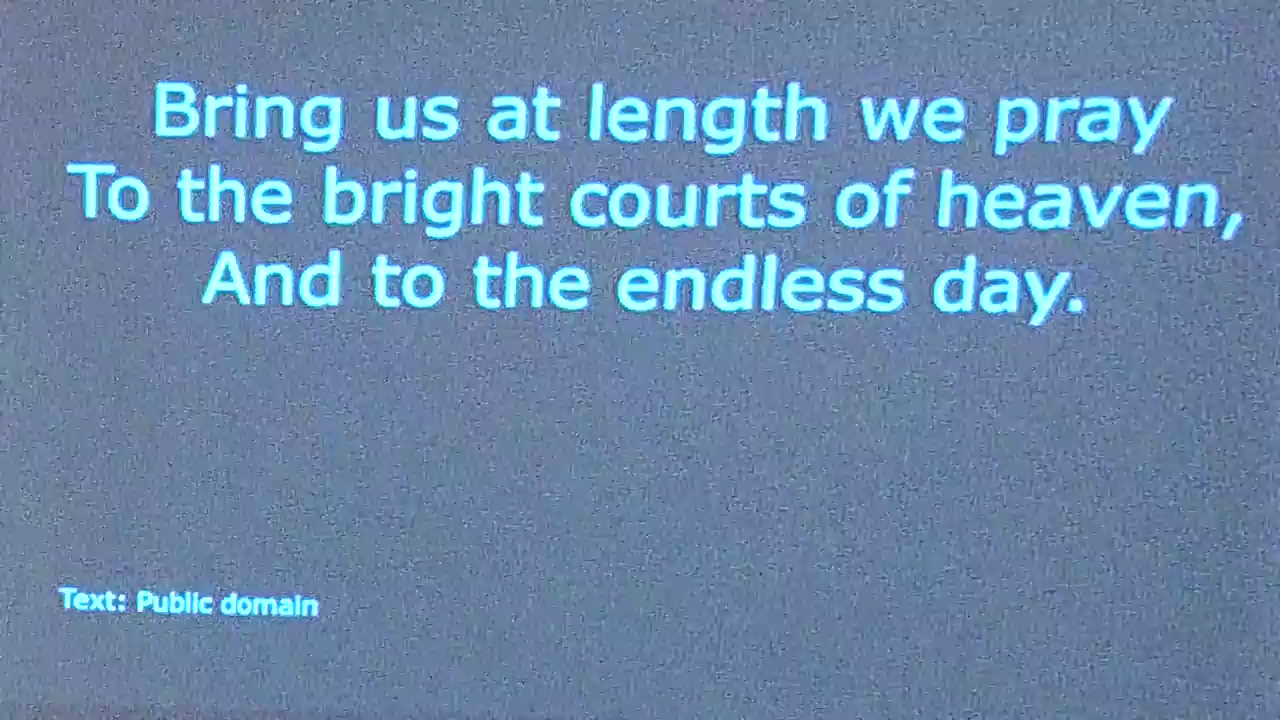 Bring us at length we pray
To the bright courts of heaven,
And to the endless day.
Text: Public domain